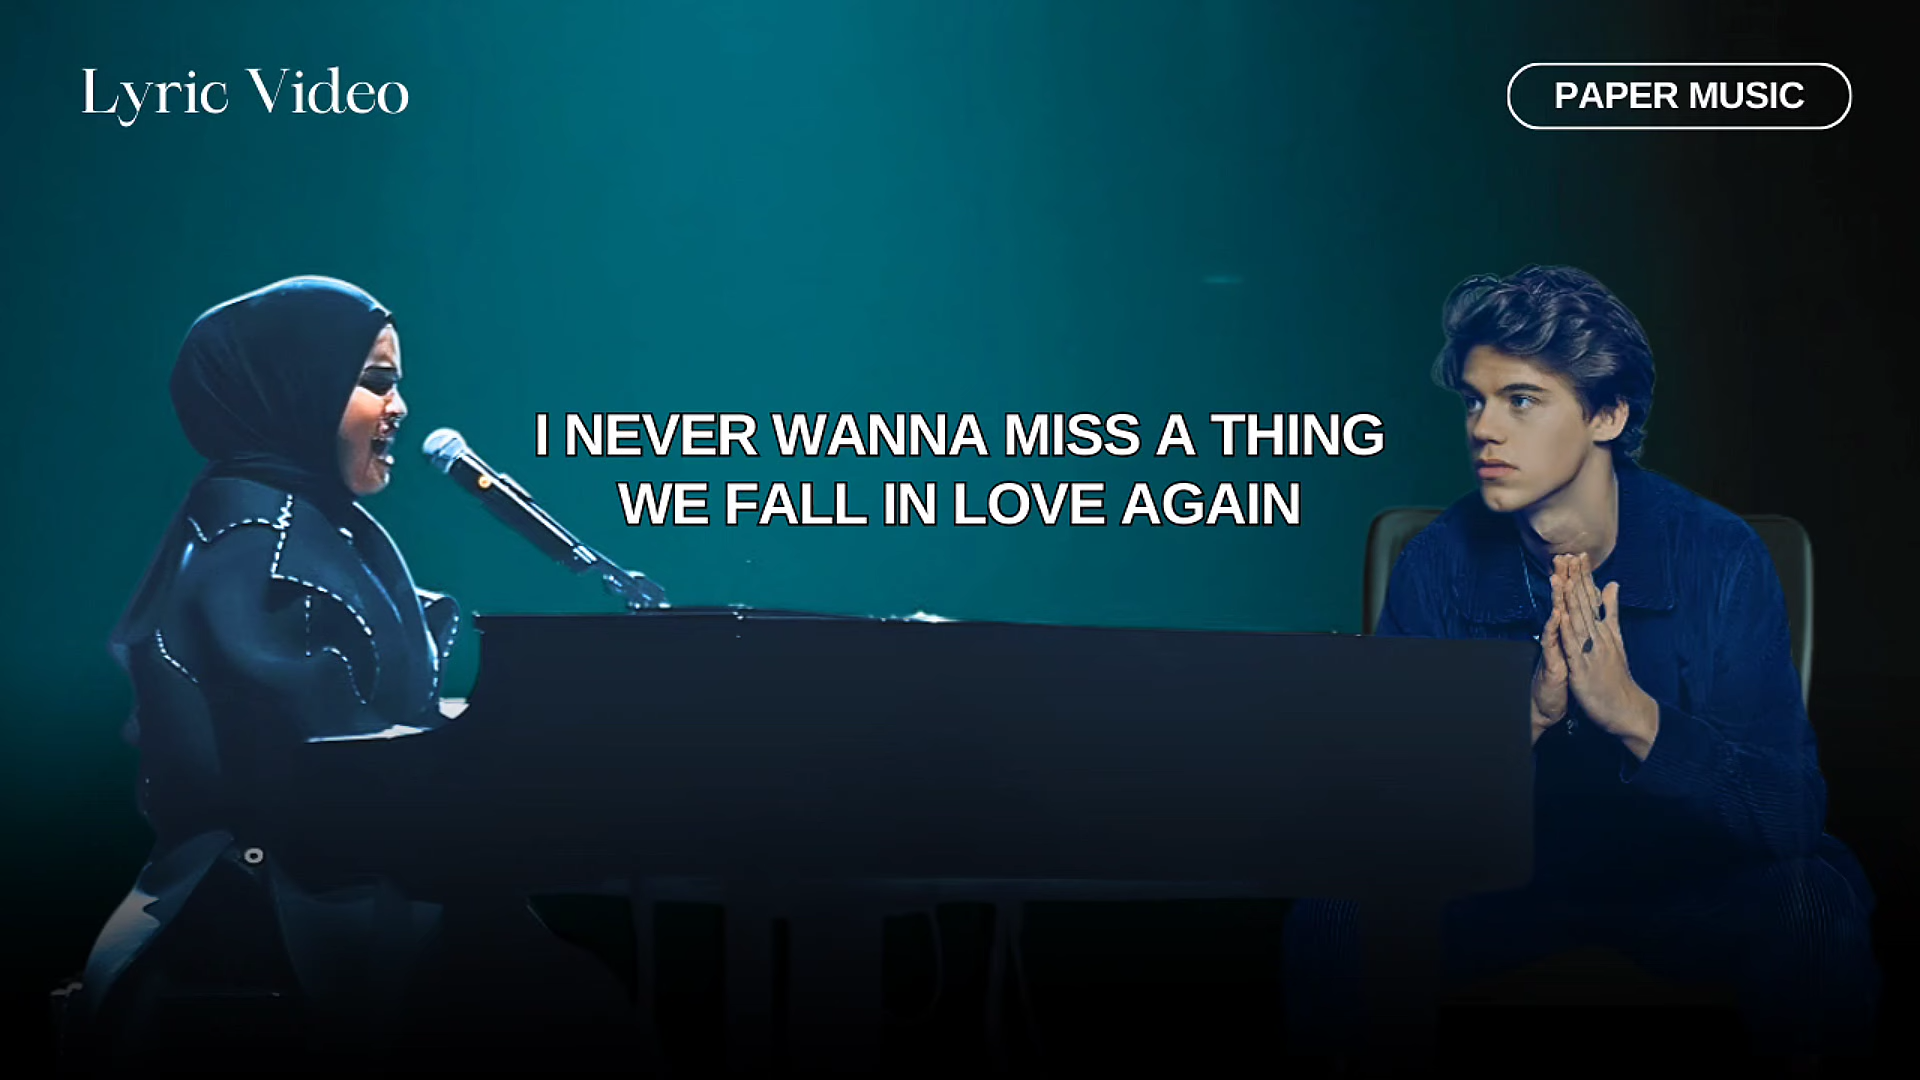 Lyric Video
PAPER MUSIC
I NEVER WANNA MISS A THING
WE FALL IN LOVE AGAIN